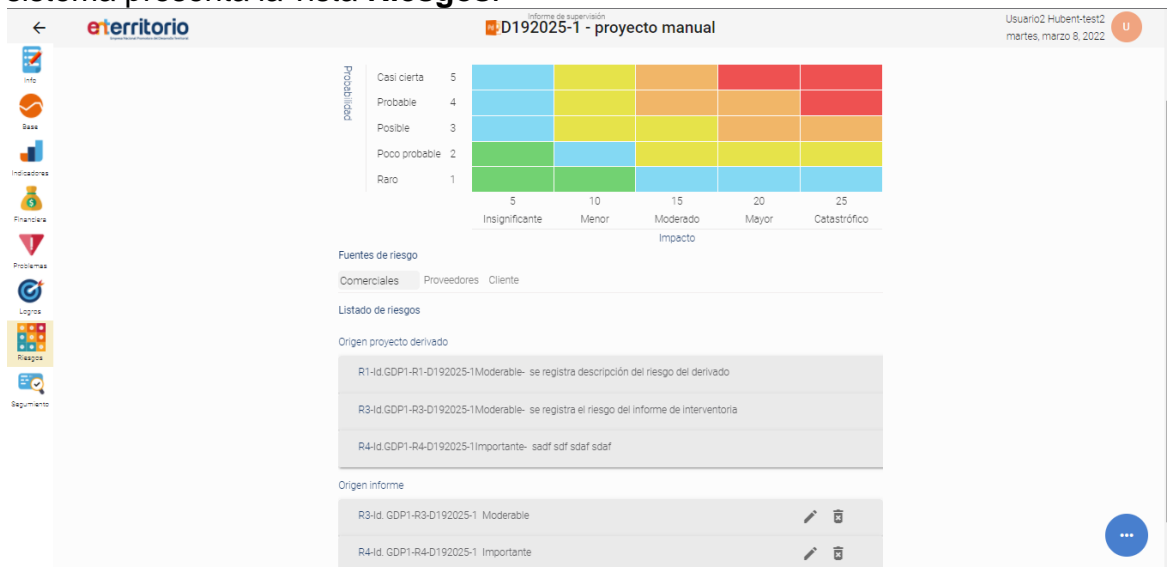 sistema presenta la vista Riesgos.
eterritorio
Empresa Nacional Promotora del Desarrollo Territorial
Informe de supervisión
D192025-1 - proyecto manual
Usuario2 Hubent-test2
martes, marzo 8, 2022
U
Info
Base
Indicadores
Financiera
Problemas
Logros
Riesgos
Seguimiento
Probabilidad
Casi cierta 5
Probable 4
Posible 3
Poco probable 2
Raro 1
5 10 15 20 25
Insignificante Menor Moderado Mayor Catastrófico
Impacto
Fuentes de riesgo
Comerciales Proveedores Cliente
Listado de riesgos
Origen proyecto derivado
R1-Id.GDP1-R1-D192025-1Moderable- se registra descripción del riesgo del derivado
R3-Id.GDP1-R3-D192025-1Moderable- se registra el riesgo del informe de interventoria
R4-Id.GDP1-R4-D192025-1Importante- sadf sdf sdaf sdaf
Origen informe
R3-Id. GDP1-R3-D192025-1 Moderable
R4-Id. GDP1-R4-D192025-1 Importante